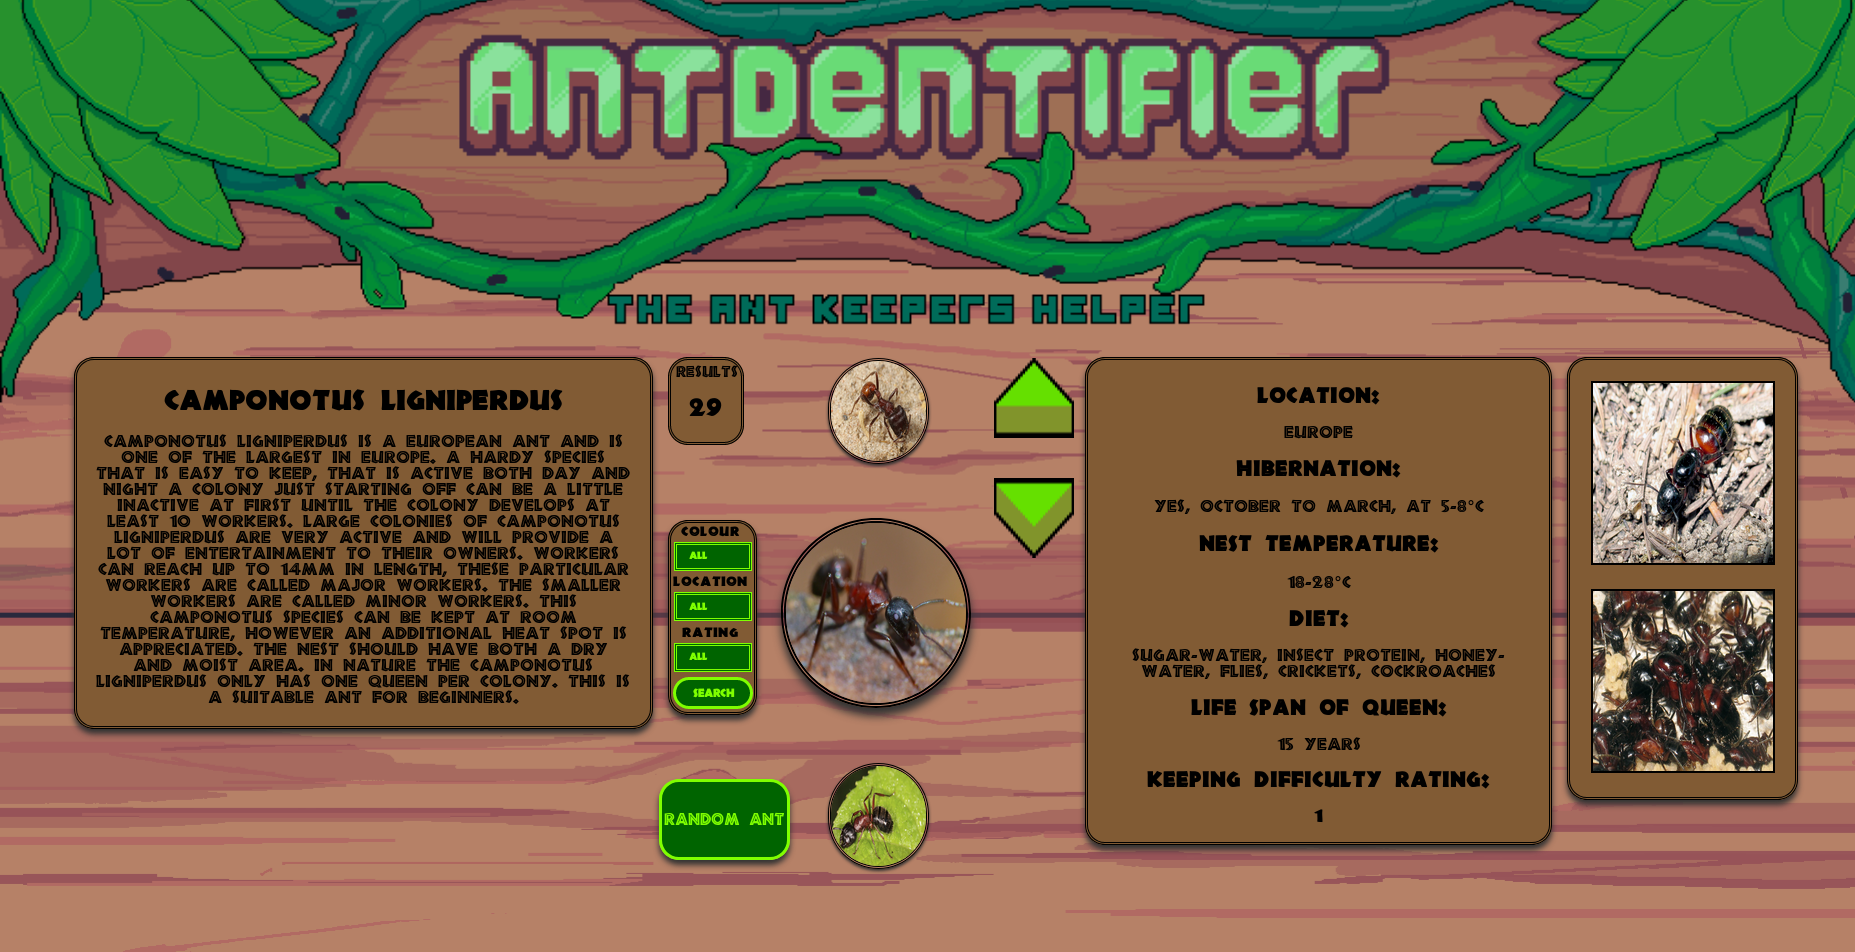 ANTDENTIFIER
THE ANT KEEPERS HELPER
CAMPONOTUS LIGNIPERDUS
CAMPONOTUS LIGNIPERDUS IS A EUROPEAN ANT AND IS
ONE OF THE LARGEST IN EUROPE. A HARDY SPECIES
THAT IS EASY TO KEEP, THAT IS ACTIVE BOTH DAY AND
NIGHT A COLONY JUST STARTING OFF CAN BE A LITTLE
INACTIVE AT FIRST UNTIL THE COLONY DEVELOPS AT
LEAST 10 WORKERS. LARGE COLONIES OF CAMPONOTUS
LIGNIPERDUS ARE VERY ACTIVE AND WILL PROVIDE A
LOT OF ENTERTAINMENT TO THEIR OWNERS. WORKERS
CAN REACH UP TO 14MM IN LENGTH, THESE PARTICULAR
WORKERS ARE CALLED MAJOR WORKERS. THE SMALLER
WORKERS ARE CALLED MINOR WORKERS. THIS
CAMPONOTUS SPECIES CAN BE KEPT AT ROOM
TEMPERATURE, HOWEVER AN ADDITIONAL HEAT SPOT IS
APPRECIATED. THE NEST SHOULD HAVE BOTH A DRY
AND MOIST AREA. IN NATURE THE CAMPONOTUS
LIGNIPERDUS ONLY HAS ONE QUEEN PER COLONY. THIS IS
A SUITABLE ANT FOR BEGINNERS.
RESULTS
29
COLOUR
ALL
LOCATION
ALL
RATING
ALL
SEARCH
RANDOM ANT
LOCATION:
EUROPE
HIBERNATION:
YES, OCTOBER TO MARCH, AT 5-8°C
NEST TEMPERATURE:
18-28°C
DIET:
SUGAR-WATER, INSECT PROTEIN, HONEY-
WATER, FLIES, CRICKETS, COCKROACHES
LIFE SPAN OF QUEEN:
15 YEARS
KEEPING DIFFICULTY RATING:
1